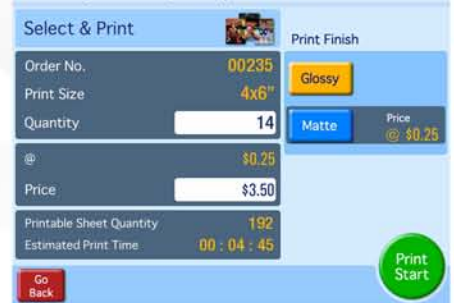 Select & Print
Order No. 00235
Print Size 4x6"
Quantity 14
@ $0.25
Price $3.50
Printable Sheet Quantity 192
Estimated Print Time 00 : 04 : 45
Go
Back
Print Finish
Glossy
Matte
Price
@ $0.25
Print
Start